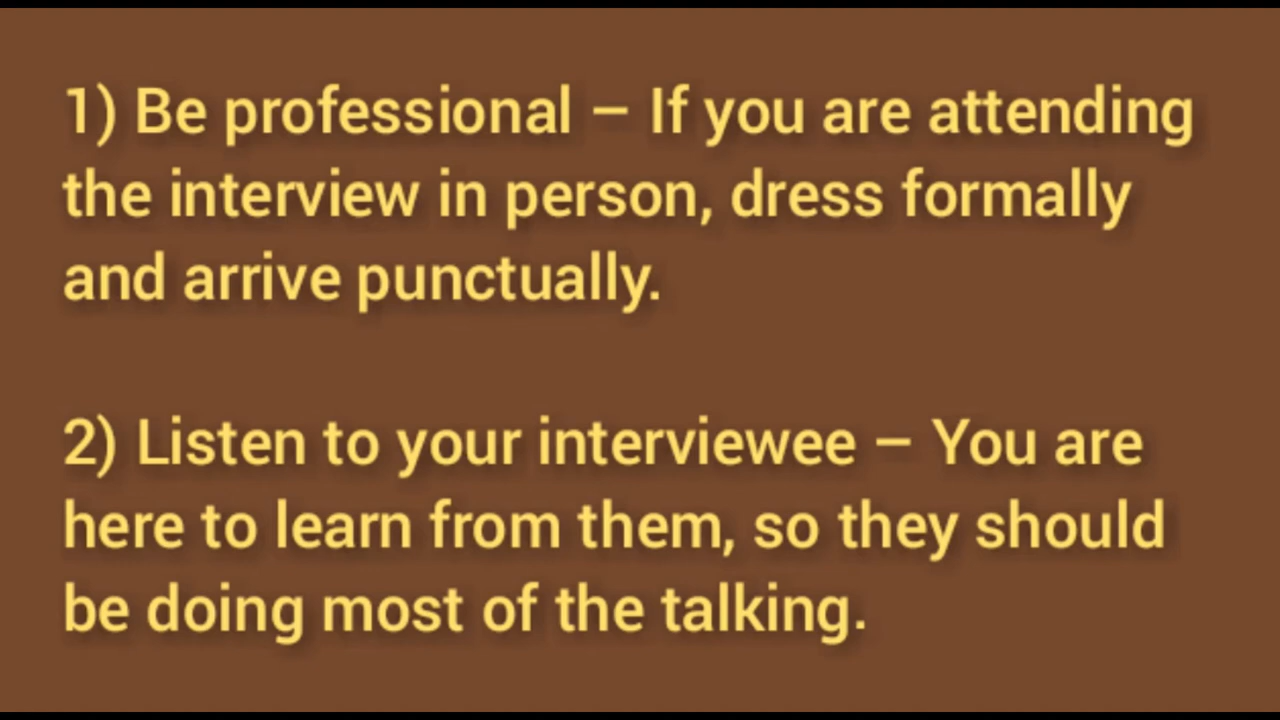 1) Be professional – If you are attending
the interview in person, dress formally
and arrive punctually.
2) Listen to your interviewee – You are
here to learn from them, so they should
be doing most of the talking.